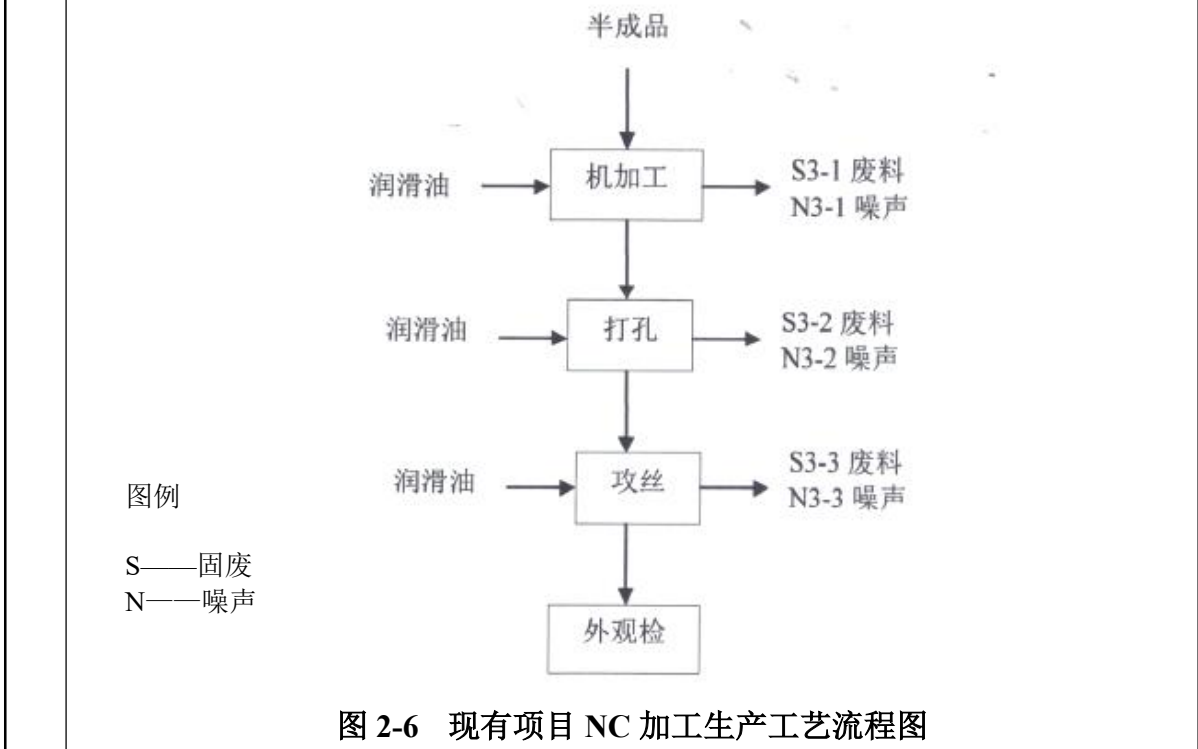 半成品
润滑油
机加工
S3-1 废料
N3-1 噪声
润滑油
打孔
S3-2 废料
N3-2 噪声
润滑油
攻丝
S3-3 废料
N3-3 噪声
图例
S——固废
N——噪声
外观检
图 2-6 现有项目 NC 加工生产工艺流程图